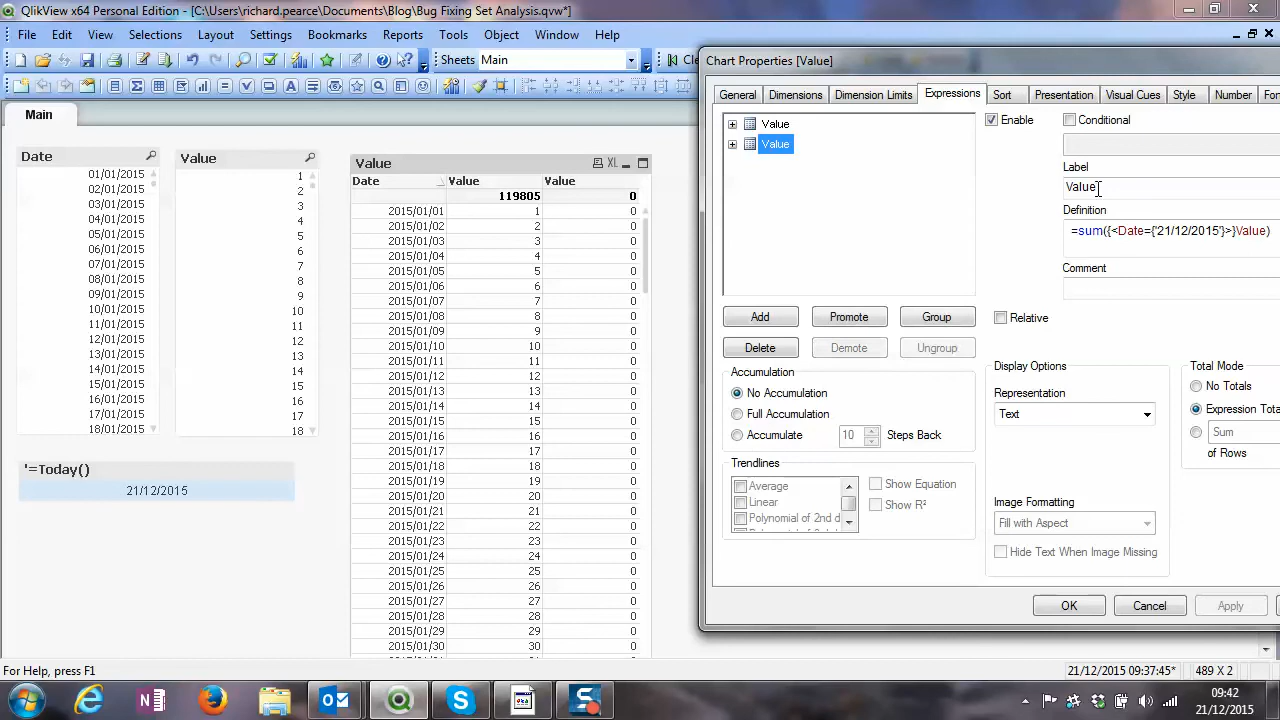 QlikView x64 Personal Edition - [C:\Users\richard.pearce\Documents\Blog\Bug Fixing Set Analysis.qvw*]
File Edit View Selections Layout Settings Bookmarks Reports Tools Object Window Help
Sheets Main
Main
Date
01/01/2015
02/01/2015
03/01/2015
04/01/2015
05/01/2015
06/01/2015
07/01/2015
08/01/2015
09/01/2015
10/01/2015
11/01/2015
12/01/2015
13/01/2015
14/01/2015
15/01/2015
16/01/2015
17/01/2015
18/01/2015
Value
1
2
3
4
5
6
7
8
9
10
11
12
13
14
15
16
17
18
'=Today()
21/12/2015
Value XL
Date Value Value
119805 0
2015/01/01 1 0
2015/01/02 2 0
2015/01/03 3 0
2015/01/04 4 0
2015/01/05 5 0
2015/01/06 6 0
2015/01/07 7 0
2015/01/08 8 0
2015/01/09 9 0
2015/01/10 10 0
2015/01/11 11 0
2015/01/12 12 0
2015/01/13 13 0
2015/01/14 14 0
2015/01/15 15 0
2015/01/16 16 0
2015/01/17 17 0
2015/01/18 18 0
2015/01/19 19 0
2015/01/20 20 0
2015/01/21 21 0
2015/01/22 22 0
2015/01/23 23 0
2015/01/24 24 0
2015/01/25 25 0
2015/01/26 26 0
2015/01/27 27 0
2015/01/28 28 0
2015/01/29 29 0
2015/01/30 30 0
Chart Properties [Value]
General Dimensions Dimension Limits Expressions Sort Presentation Visual Cues Style Number Fon
Value
Value
Enable
Conditional
Label
Value
Definition
=sum({<Date={'21/12/2015'}>}Value)
Comment
Add Promote Group
Delete Demote Ungroup
Relative
Accumulation
No Accumulation
Full Accumulation
Accumulate 10 Steps Back
Trendlines
Average
Linear
Polynomial of 2nd d
Show Equation
Show R²
Display Options
Representation
Text
Image Formatting
Fill with Aspect
Hide Text When Image Missing
Total Mode
No Totals
Expression Tota
Sum
of Rows
OK Cancel Apply
For Help, press F1
21/12/2015 09:37:45* 489 X 2
09:42
21/12/2015